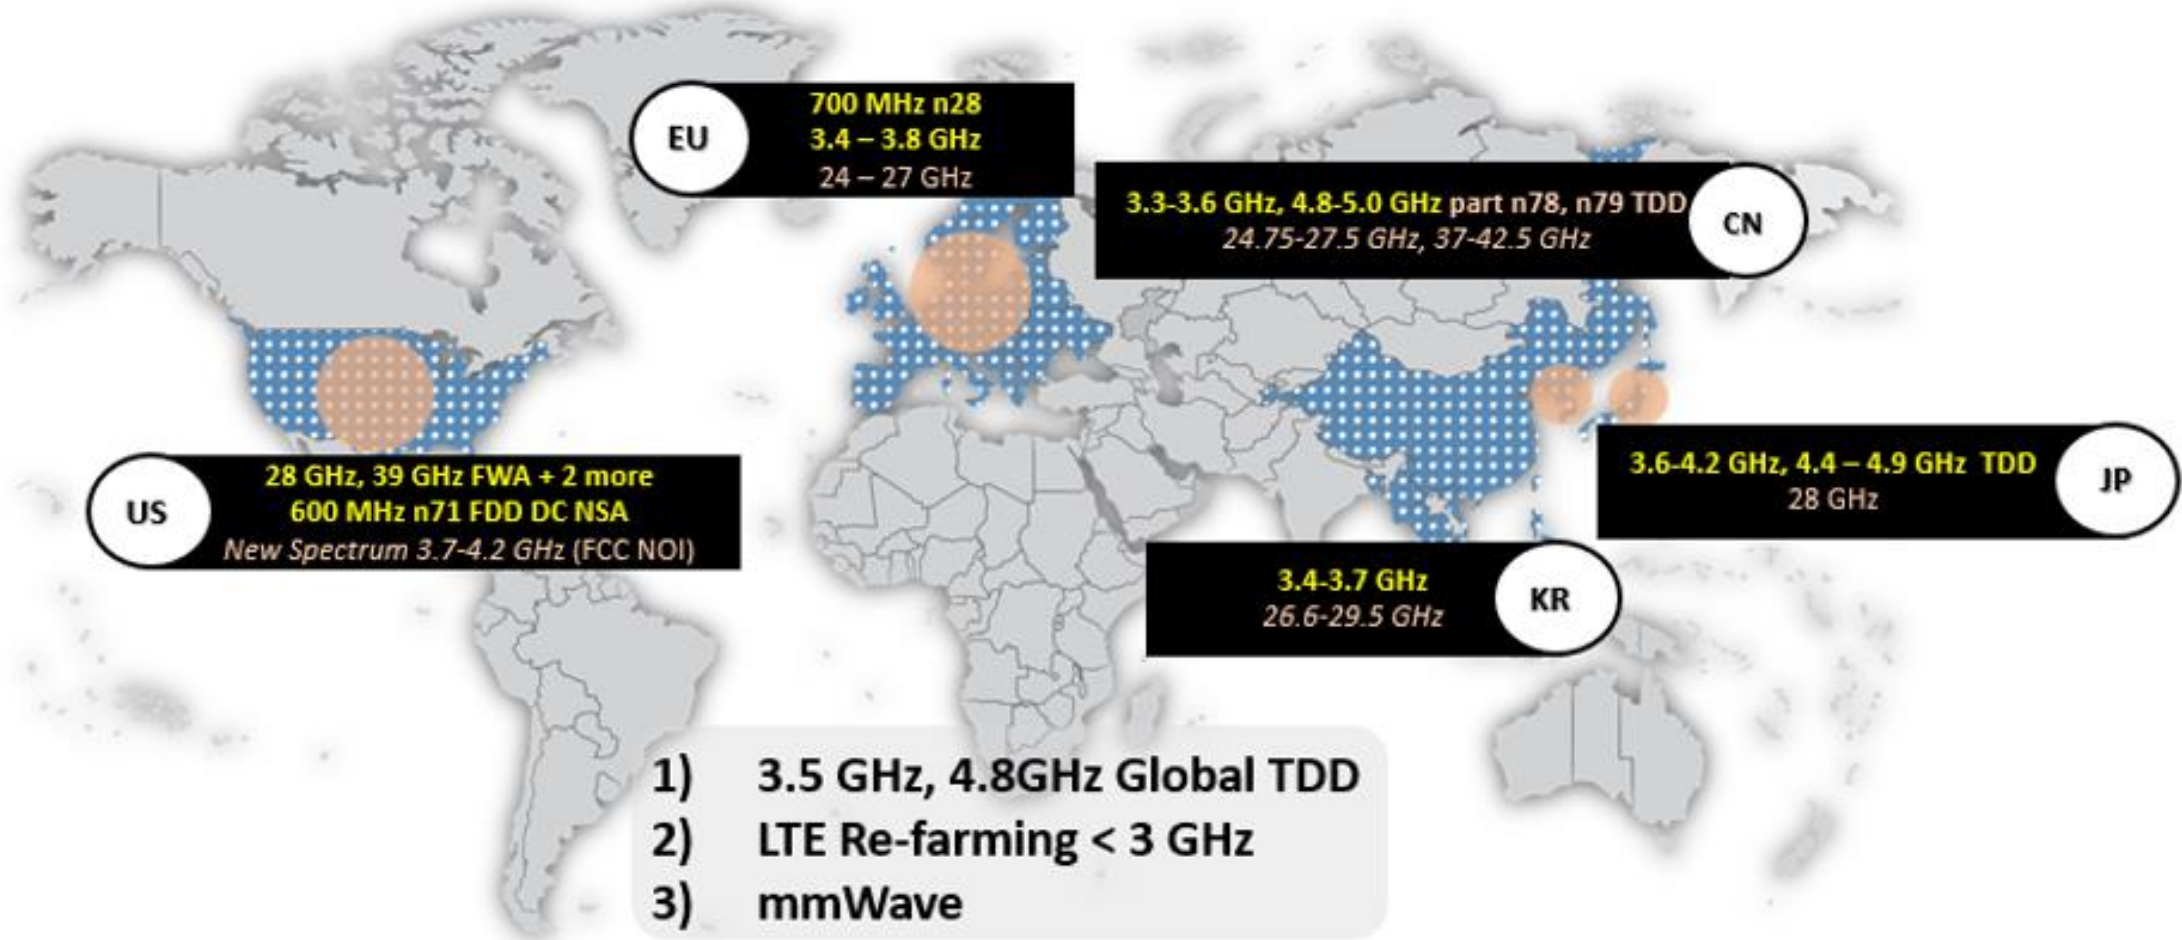 EU
700 MHz n28
3.4 – 3.8 GHz
24 – 27 GHz
3.3-3.6 GHz, 4.8-5.0 GHz part n78, n79 TDD
24.75-27.5 GHz, 37-42.5 GHz
CN
US
28 GHz, 39 GHz FWA + 2 more
600 MHz n71 FDD DC NSA
New Spectrum 3.7-4.2 GHz (FCC NOI)
3.6-4.2 GHz, 4.4 – 4.9 GHz TDD
28 GHz
JP
3.4-3.7 GHz
26.6-29.5 GHz
KR
1) 3.5 GHz, 4.8GHz Global TDD
2) LTE Re-farming < 3 GHz
3) mmWave